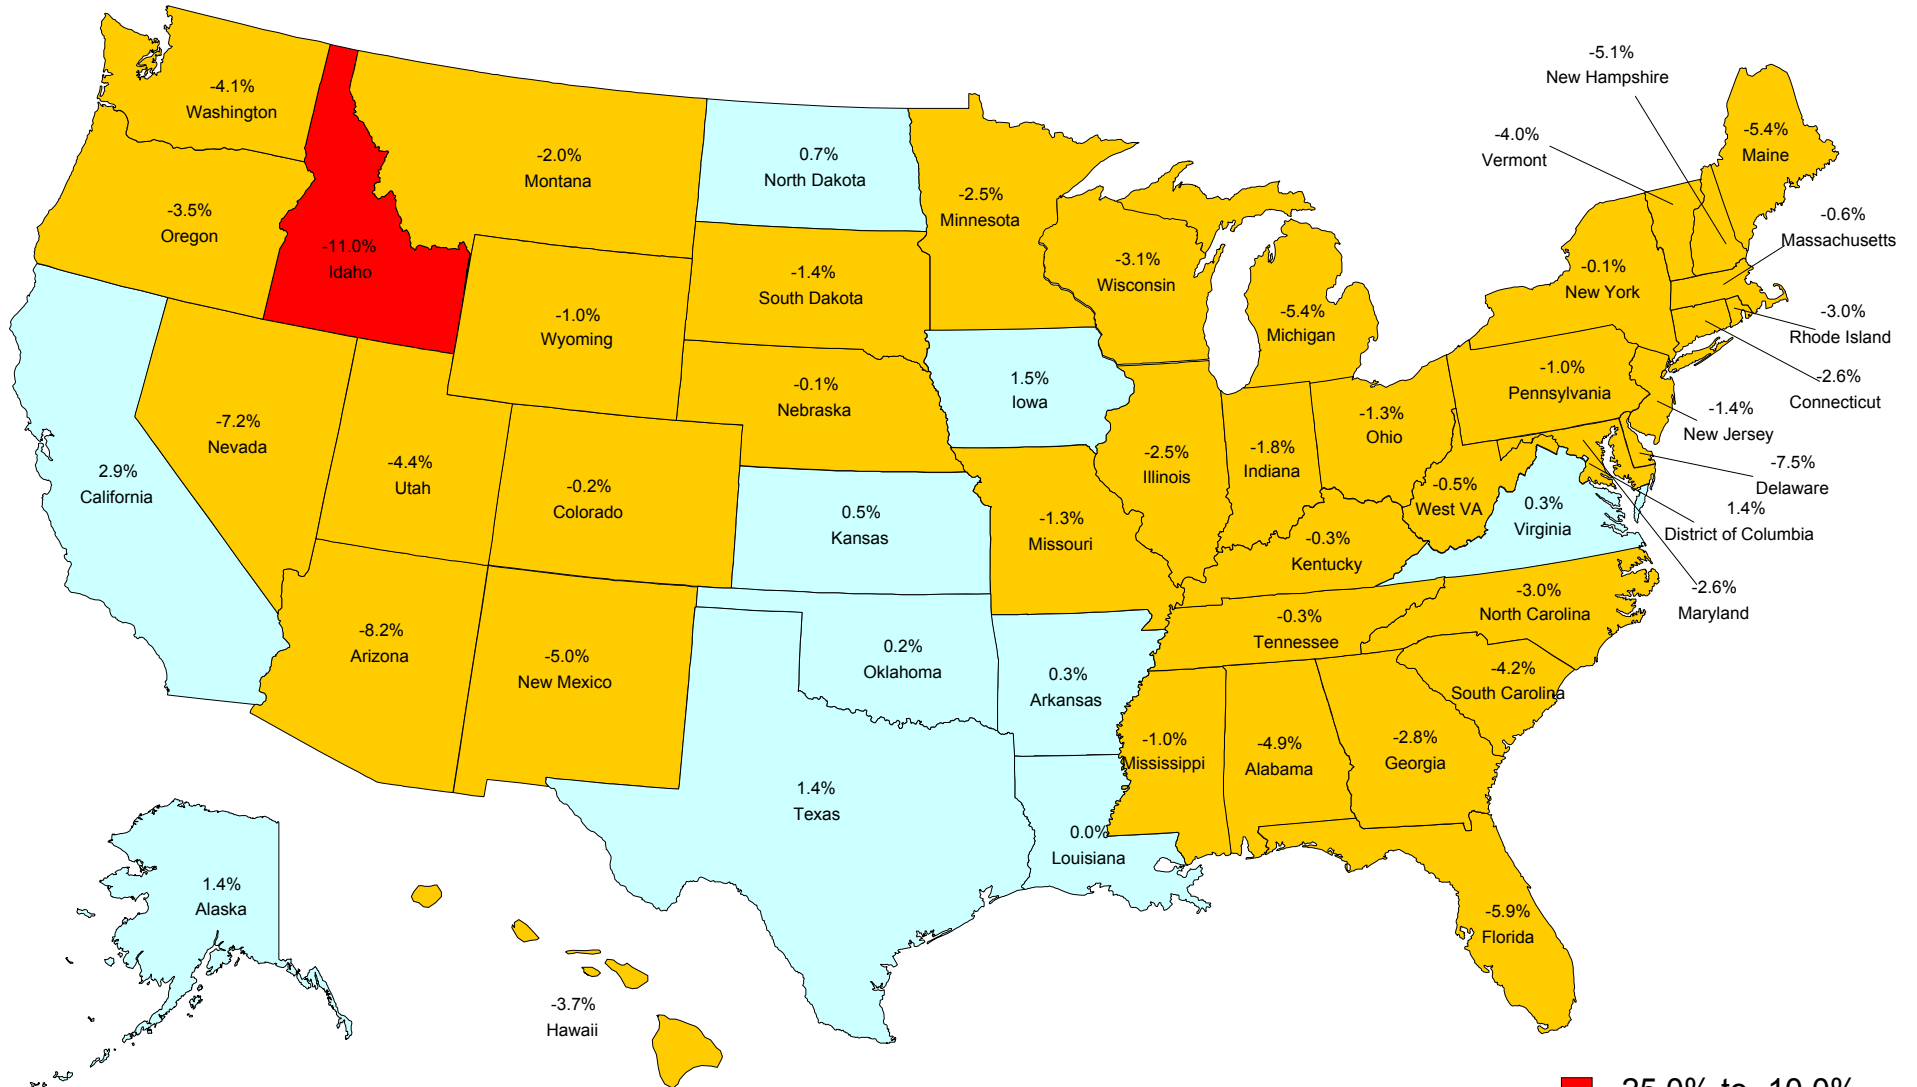 -4.1%
Washington
-3.5%
Oregon
-11.0%
Idaho
-2.0%
Montana
0.7%
North Dakota
-2.5%
Minnesota
-1.4%
South Dakota
-1.0%
Wyoming
-3.1%
Wisconsin
-5.4%
Michigan
-5.1%
New Hampshire
-4.0%
Vermont
-5.4%
Maine
-0.6%
Massachusetts
-0.1%
New York
-3.0%
Rhode Island
-2.6%
Connecticut
-1.0%
Pennsylvania
-1.4%
New Jersey
-7.5%
Delaware
1.4%
District of Columbia
-2.6%
Maryland
2.9%
California
-7.2%
Nevada
-4.4%
Utah
-0.2%
Colorado
-0.1%
Nebraska
1.5%
Iowa
-2.5%
Illinois
-1.8%
Indiana
-1.3%
Ohio
-0.5%
West VA
0.3%
Virginia
0.5%
Kansas
-1.3%
Missouri
-0.3%
Kentucky
-0.3%
Tennessee
-3.0%
North Carolina
-4.2%
South Carolina
-8.2%
Arizona
-5.0%
New Mexico
0.2%
Oklahoma
0.3%
Arkansas
-1.0%
Mississippi
-4.9%
Alabama
-2.8%
Georgia
1.4%
Texas
0.0%
Louisiana
-5.9%
Florida
1.4%
Alaska
-3.7%
Hawaii
-25.0% to -10.0%